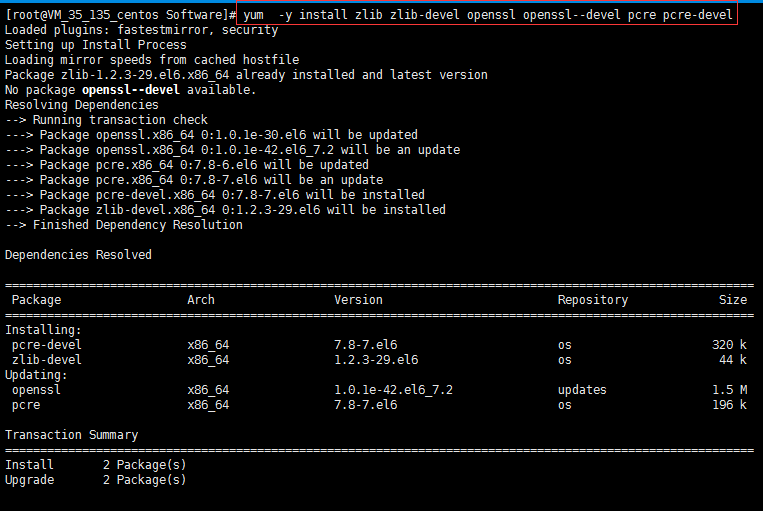 [root@VM_35_135_centos Software]# yum  -y install zlib zlib-devel openssl openssl--devel pcre pcre-devel
Loaded plugins: fastestmirror, security
Setting up Install Process
Loading mirror speeds from cached hostfile
Package zlib-1.2.3-29.el6.x86_64 already installed and latest version
No package openssl--devel available.
Resolving Dependencies
--> Running transaction check
---> Package openssl.x86_64 0:1.0.1e-30.el6 will be updated
---> Package openssl.x86_64 0:1.0.1e-42.el6_7.2 will be an update
---> Package pcre.x86_64 0:7.8-6.el6 will be updated
---> Package pcre.x86_64 0:7.8-7.el6 will be an update
---> Package pcre-devel.x86_64 0:7.8-7.el6 will be installed
---> Package zlib-devel.x86_64 0:1.2.3-29.el6 will be installed
--> Finished Dependency Resolution
Dependencies Resolved
================================================================================
Package Arch Version Repository Size
================================================================================
Installing:
pcre-devel x86_64 7.8-7.el6 os 320 k
zlib-devel x86_64 1.2.3-29.el6 os 44 k
Updating:
openssl x86_64 1.0.1e-42.el6_7.2 updates 1.5 M
pcre x86_64 7.8-7.el6 os 196 k
Transaction Summary
================================================================================
Install 2 Package(s)
Upgrade 2 Package(s)